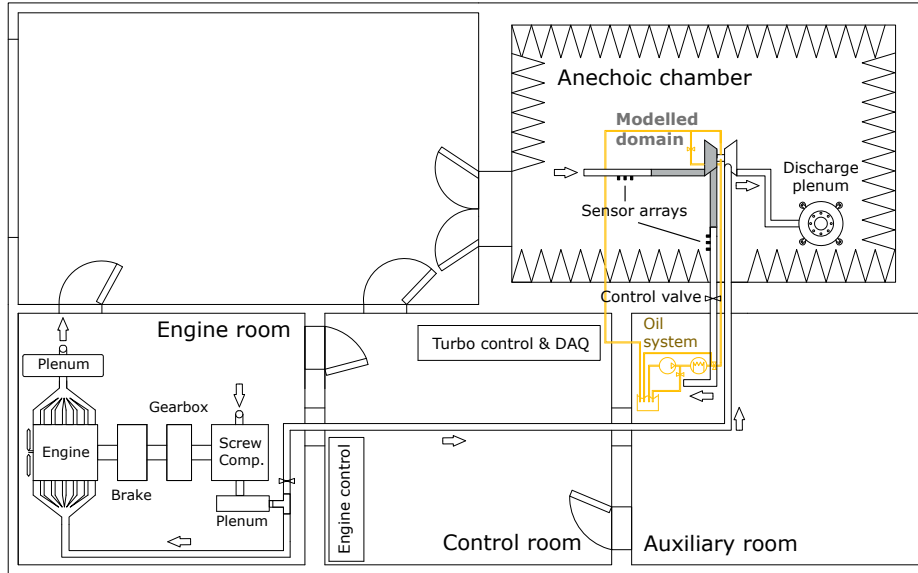 Anechoic chamber
Modelled
domain
Discharge
plenum
Sensor arrays
Control valve
Engine room
Oil
system
Turbo control & DAQ
Plenum
Gearbox
Engine
Screw
Comp.
Brake
Plenum
Engine control
Control room
Auxiliary room